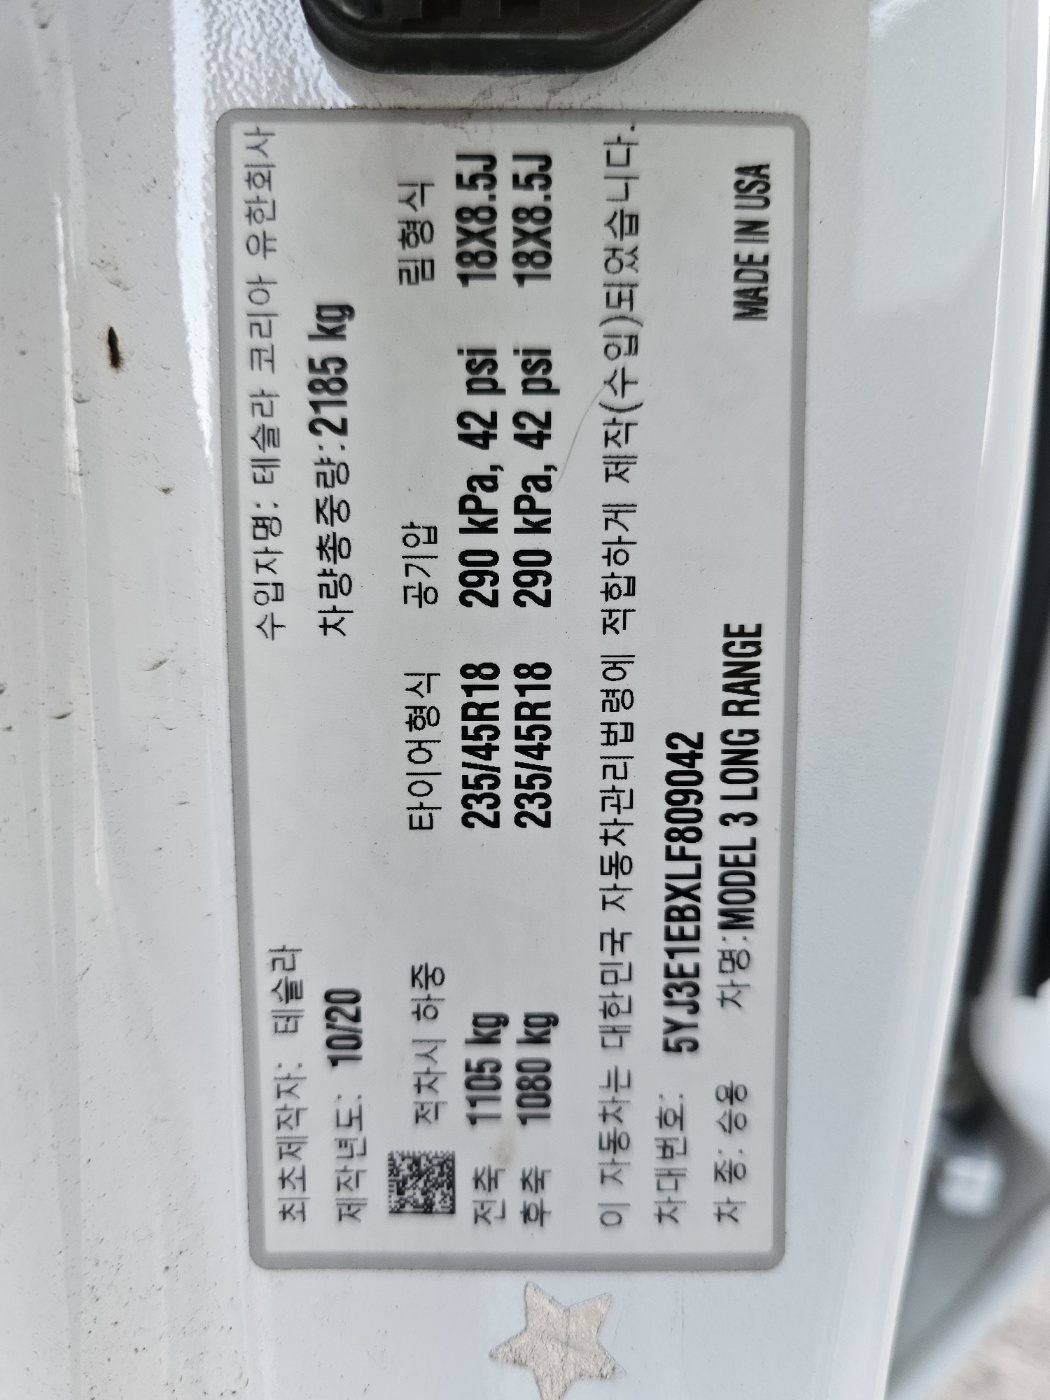 최초제작자: 테슬라 수입자명: 테슬라 코리아 유한회사
제작년도: 10/20 차량총중량:2185 kg
적차시 하중 타이어형식 공기압 림형식
전축 1105 kg 235/45R18 290 kPa, 42 psi 18X8.5J
후축 1080 kg 235/45R18 290 kPa, 42 psi 18X8.5J
이 자동차는 대한민국 자동차관리법령에 적합하게 제작(수입)되었습니다.
차대번호: 5YJ3E1EBXLF809042
차 종: 승용 차명:MODEL 3 LONG RANGE MADE IN USA